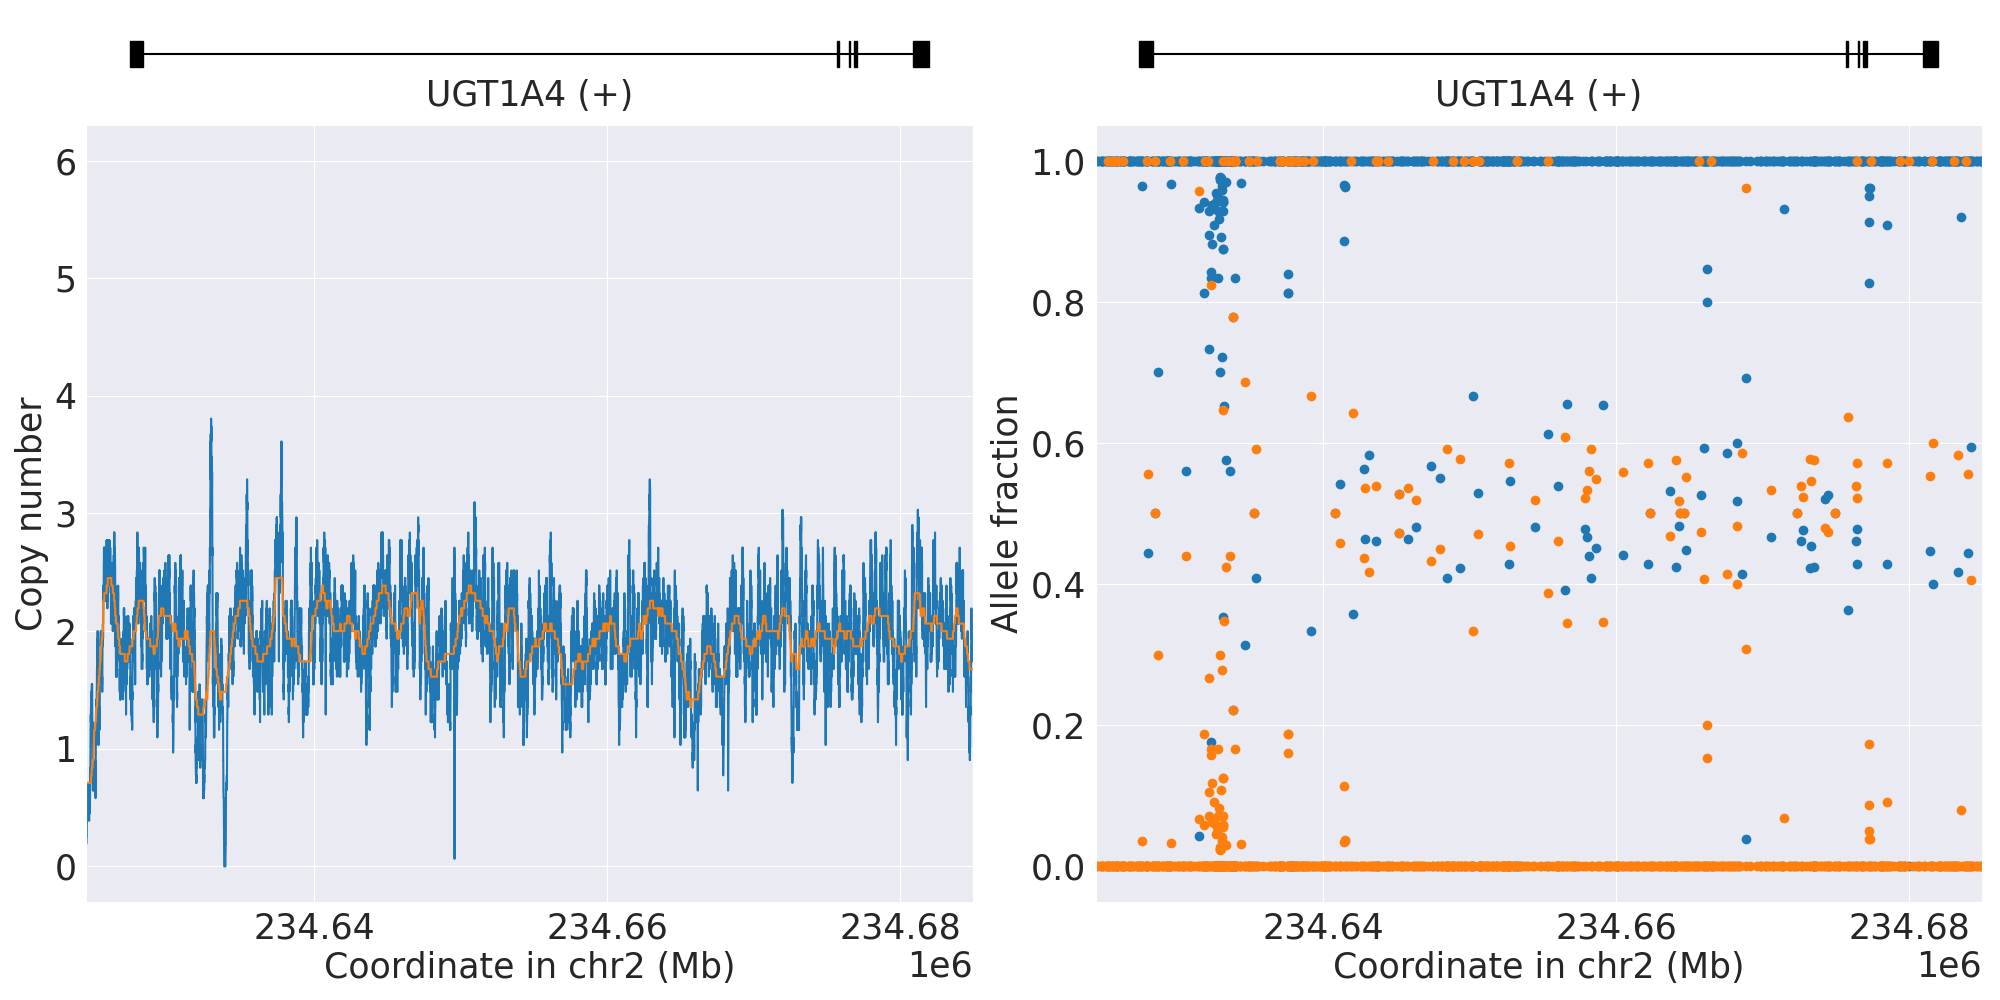 UGT1A4 (+)
6
5
4
3
2
1
0
Copy number
234.64
234.66
234.68
Coordinate in chr2 (Mb)
1e6
UGT1A4 (+)
1.0
0.8
0.6
0.4
0.2
0.0
Allele fraction
234.64
234.66
234.68
Coordinate in chr2 (Mb)
1e6